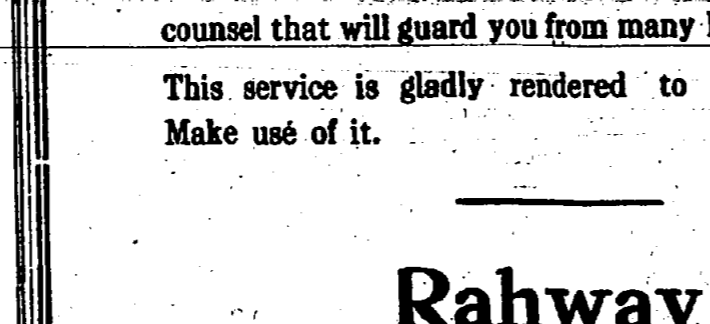 counsel that will guard you from many
This service is gladly rendered to
Make use of it.
Rahway